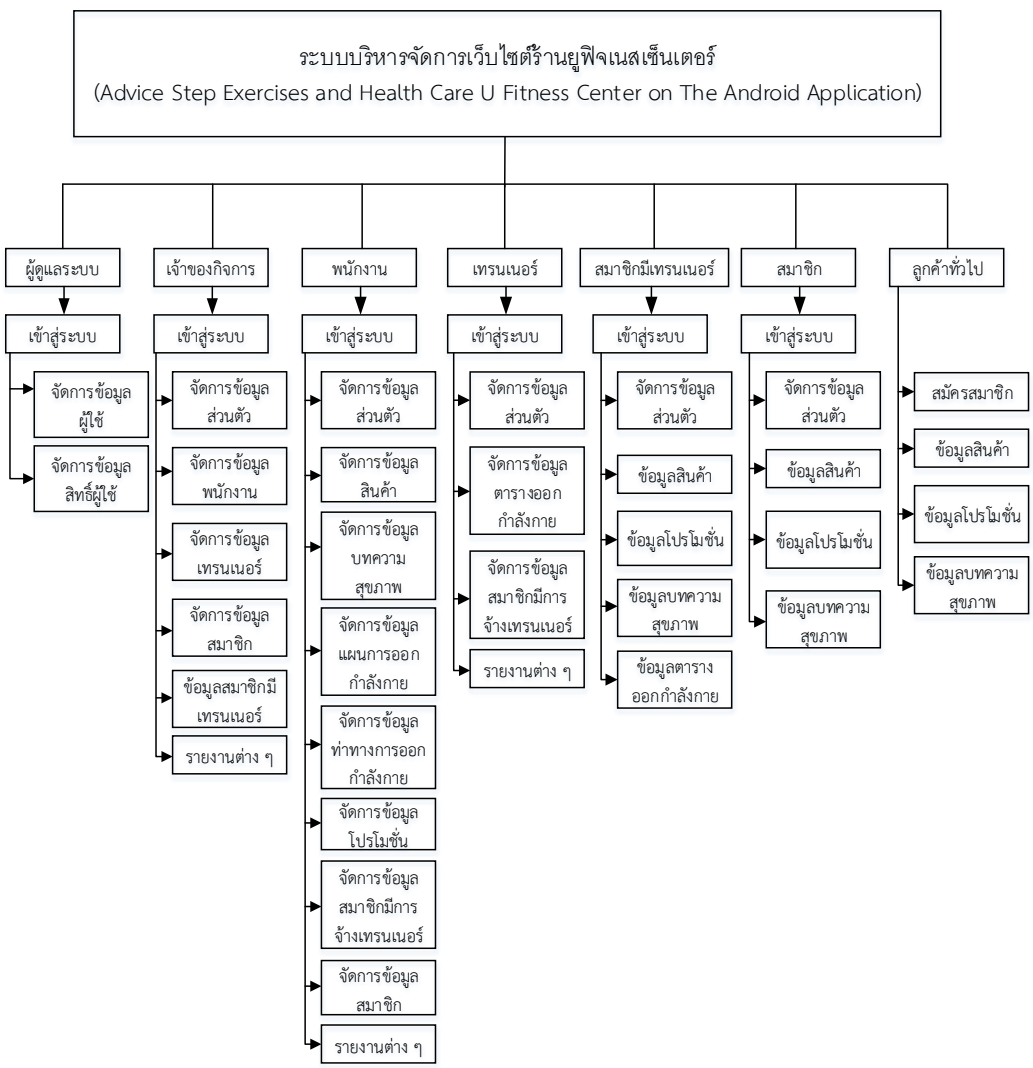 ระบบบริหารจัดการเว็บไซต์ร้านยูฟิจเนสเซ็นเตอร์
(Advice Step Exercises and Health Care U Fitness Center on The Android Application)
ผู้ดูแลระบบ
เข้าสู่ระบบ
จัดการข้อมูล
ผู้ใช้
จัดการข้อมูล
สิทธิ์ผู้ใช้
เจ้าของกิจการ
เข้าสู่ระบบ
จัดการข้อมูล
ส่วนตัว
จัดการข้อมูล
พนักงาน
จัดการข้อมูล
เทรนเนอร์
จัดการข้อมูล
สมาชิก
ข้อมูลสมาชิกมี
เทรนเนอร์
รายงานต่าง ๆ
พนักงาน
เข้าสู่ระบบ
จัดการข้อมูล
ส่วนตัว
จัดการข้อมูล
สินค้า
จัดการข้อมูล
บทความ
สุขภาพ
จัดการข้อมูล
แผนการออก
กำลังกาย
จัดการข้อมูล
ท่าทางการออก
กำลังกาย
จัดการข้อมูล
โปรโมชั่น
จัดการข้อมูล
สมาชิกมีการ
จ้างเทรนเนอร์
จัดการข้อมูล
สมาชิก
รายงานต่าง ๆ
เทรนเนอร์
เข้าสู่ระบบ
จัดการข้อมูล
ส่วนตัว
จัดการข้อมูล
ตารางออก
กำลังกาย
จัดการข้อมูล
สมาชิกมีการ
จ้างเทรนเนอร์
รายงานต่าง ๆ
สมาชิกมีเทรนเนอร์
เข้าสู่ระบบ
จัดการข้อมูล
ส่วนตัว
ข้อมูลสินค้า
ข้อมูลโปรโมชั่น
ข้อมูลบทความ
สุขภาพ
ข้อมูลตาราง
ออกกำลังกาย
สมาชิก
เข้าสู่ระบบ
จัดการข้อมูล
ส่วนตัว
ข้อมูลสินค้า
ข้อมูลโปรโมชั่น
ข้อมูลบทความ
สุขภาพ
ลูกค้าทั่วไป
สมัครสมาชิก
ข้อมูลสินค้า
ข้อมูลโปรโมชั่น
ข้อมูลบทความ
สุขภาพ